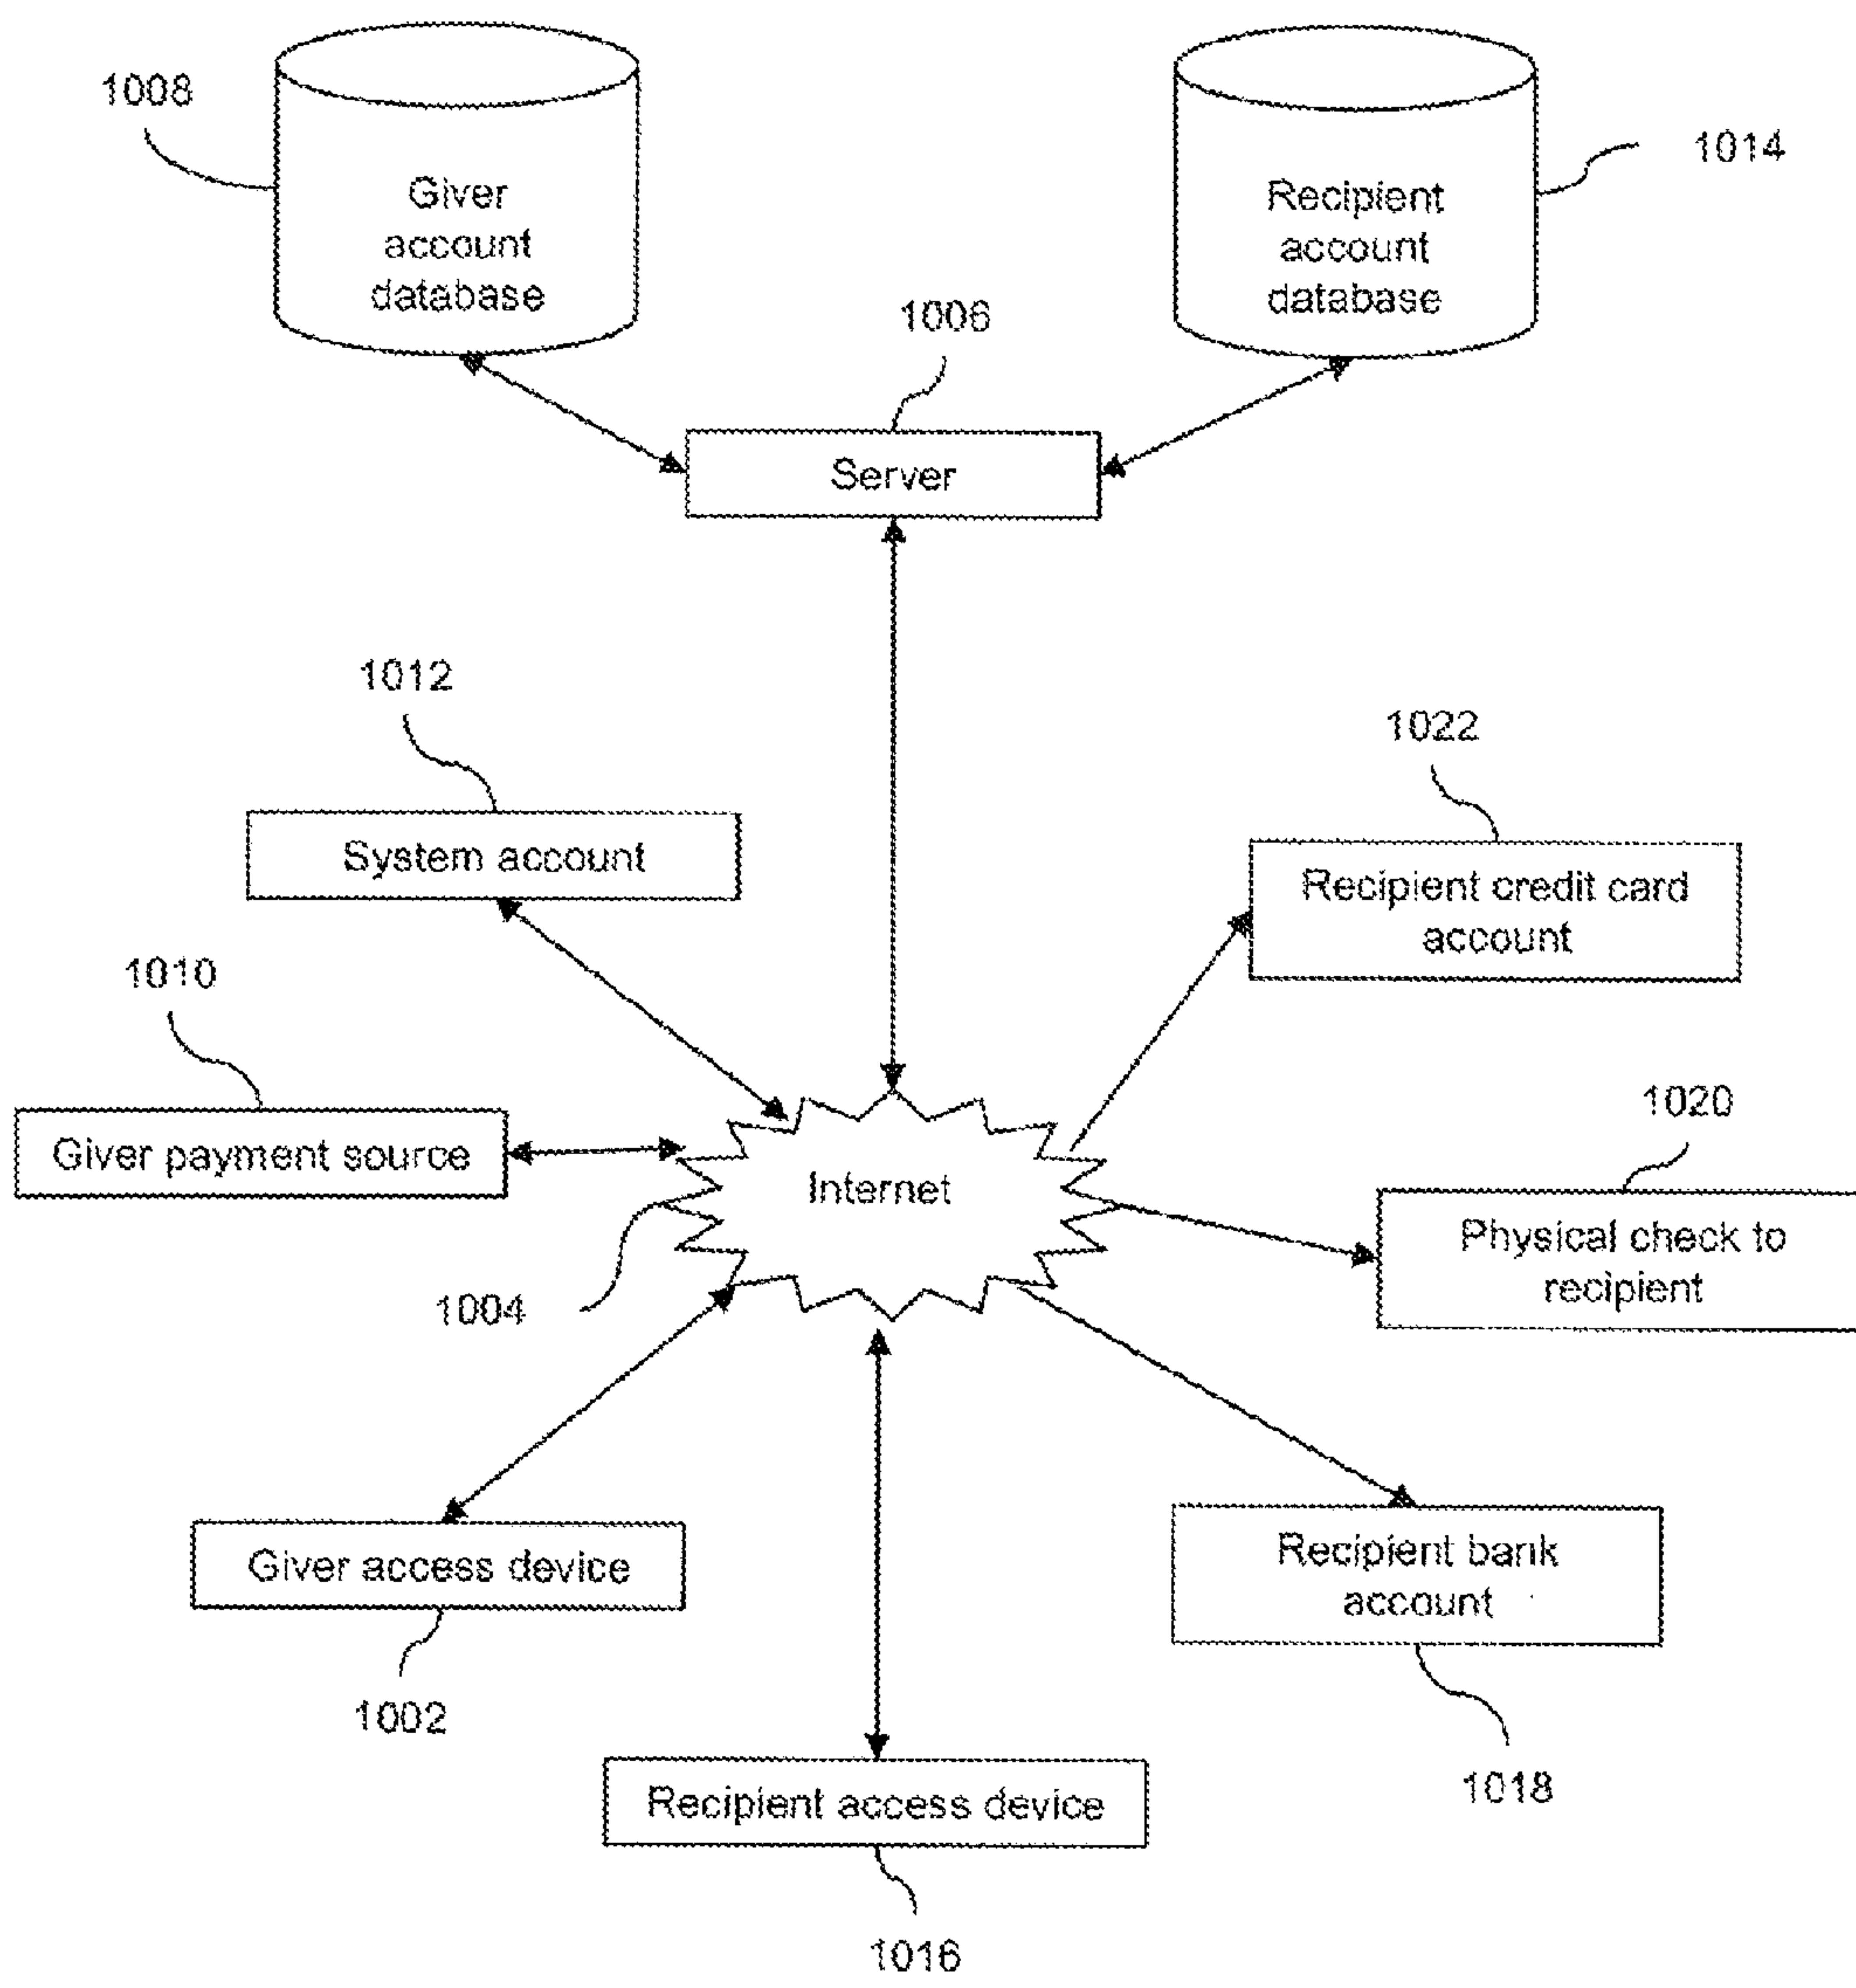 1008
Giver
account
database
1014
Recipient
account
database
1006
Server
1012
System account
1022
Recipient credit card
account
1010
Giver payment source
1004
Internet
1020
Physical check to
recipient
Giver access device
1002
Recipient bank
account
1018
Recipient access device
1016